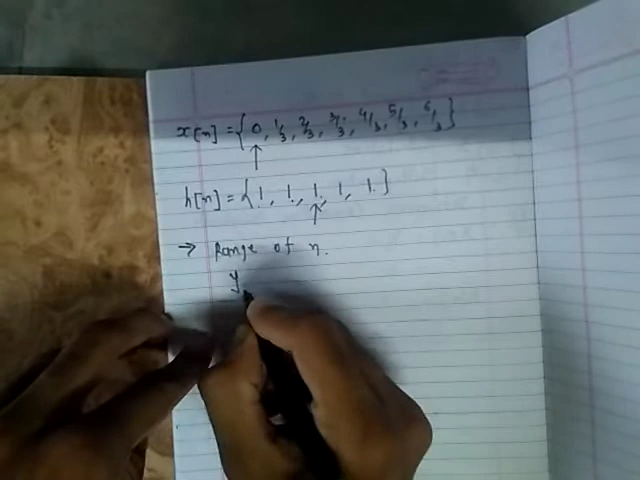 x[n] = { 0, 1/3, 2/3, 3/3, 4/3, 5/3, 6/3 }
↑
h[n] = { 1, 1, 1, 1, 1 }
↑
→ Range of n.
y